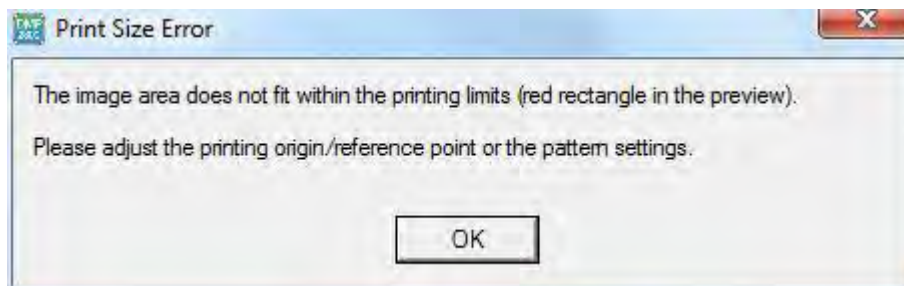 Print Size Error
The image area does not fit within the printing limits (red rectangle in the preview).
Please adjust the printing origin/reference point or the pattern settings.
OK